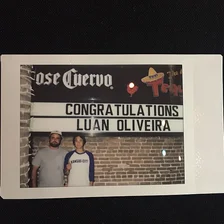 ose Cuervo
CONGRATULATIONS
LUAN OLIVEIRA